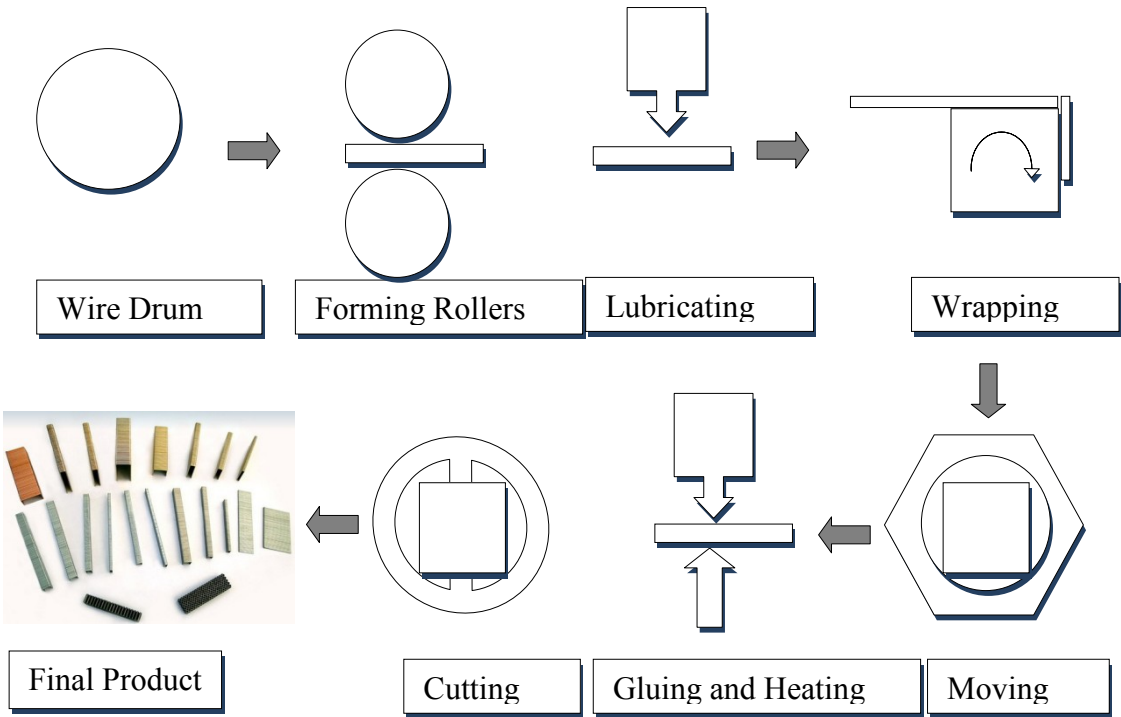 Wire Drum
Forming Rollers
Lubricating
Wrapping
Final Product
Cutting
Gluing and Heating
Moving